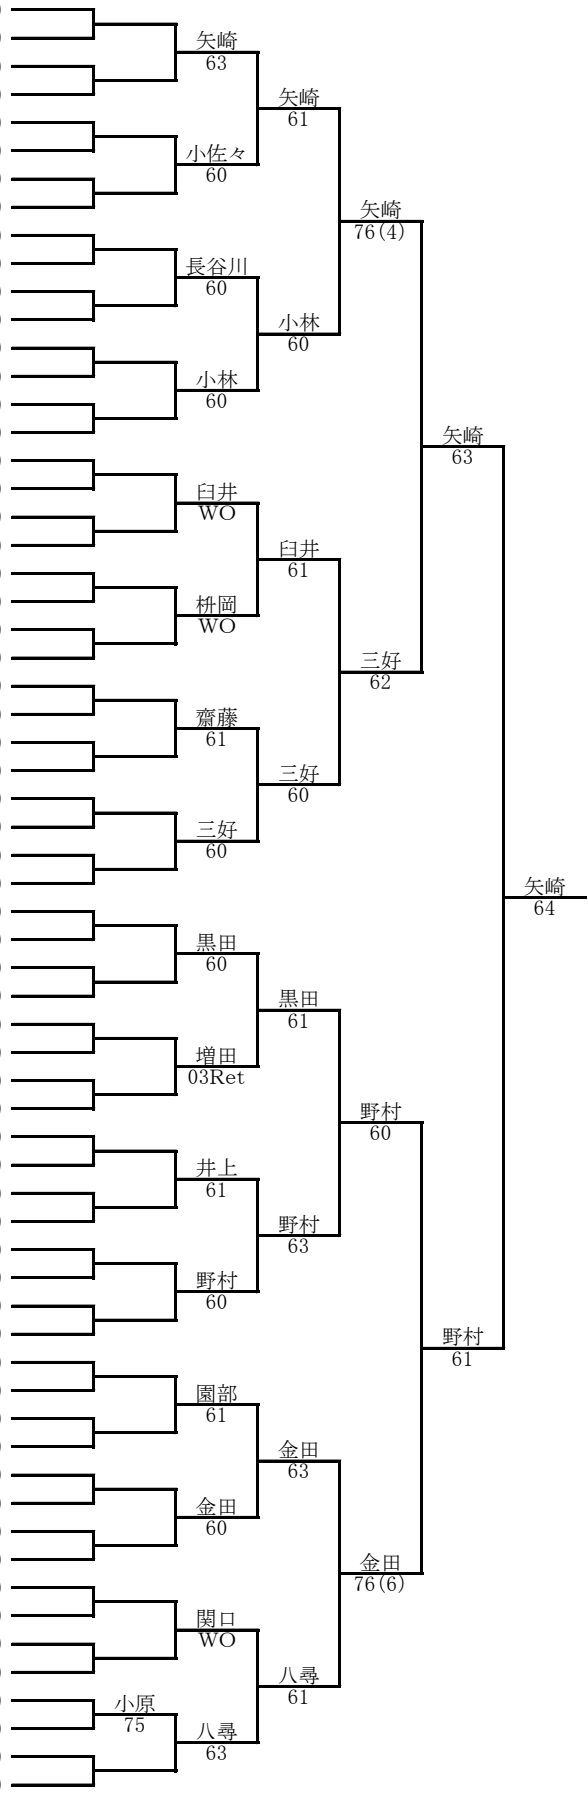 矢崎
63
矢崎
61
小佐々
60
矢崎
76(4)
長谷川
60
小林
60
小林
60
矢崎
63
臼井
WO
臼井
61
枡岡
WO
三好
62
齋藤
61
三好
60
三好
60
矢崎
64
黒田
60
黒田
61
増田
03Ret
野村
60
井上
61
野村
63
野村
60
野村
61
園部
61
金田
63
金田
60
金田
76(6)
関口
WO
八尋
61
小原
75
八尋
63